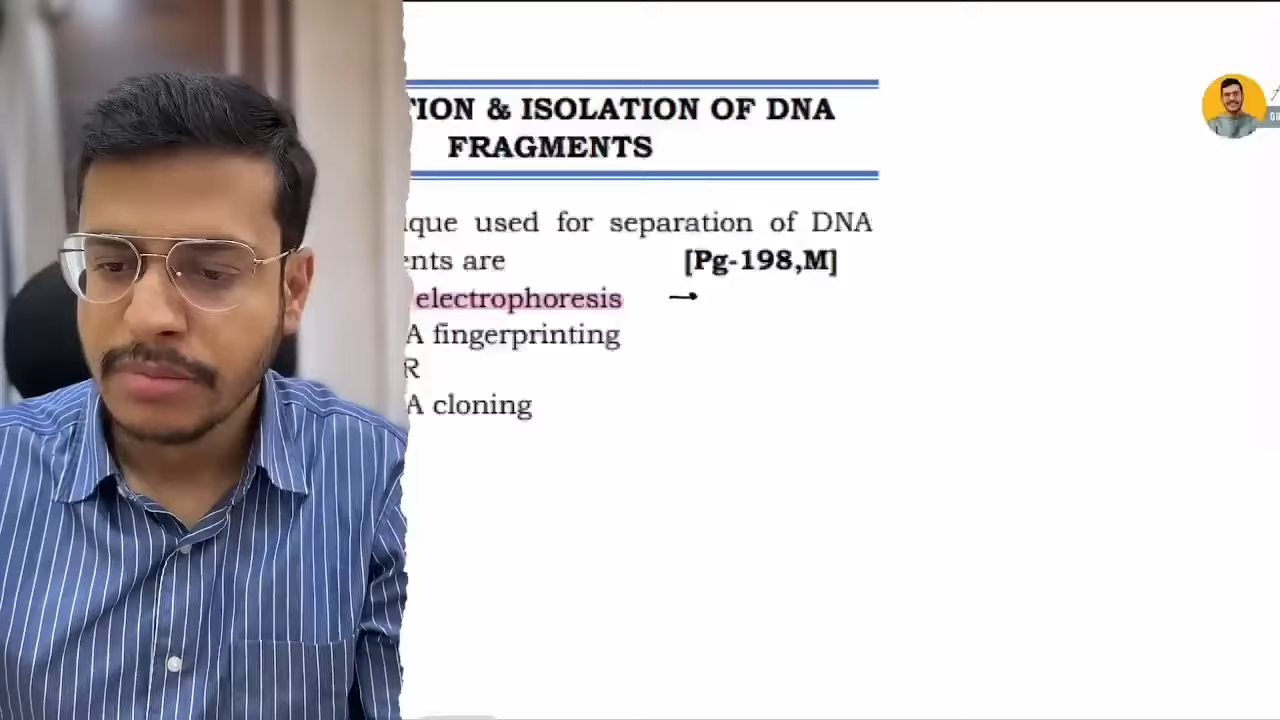 TION & ISOLATION OF DNA
FRAGMENTS
ique used for separation of DNA
ents are [Pg-198,M]
electrophoresis
A fingerprinting
R
A cloning